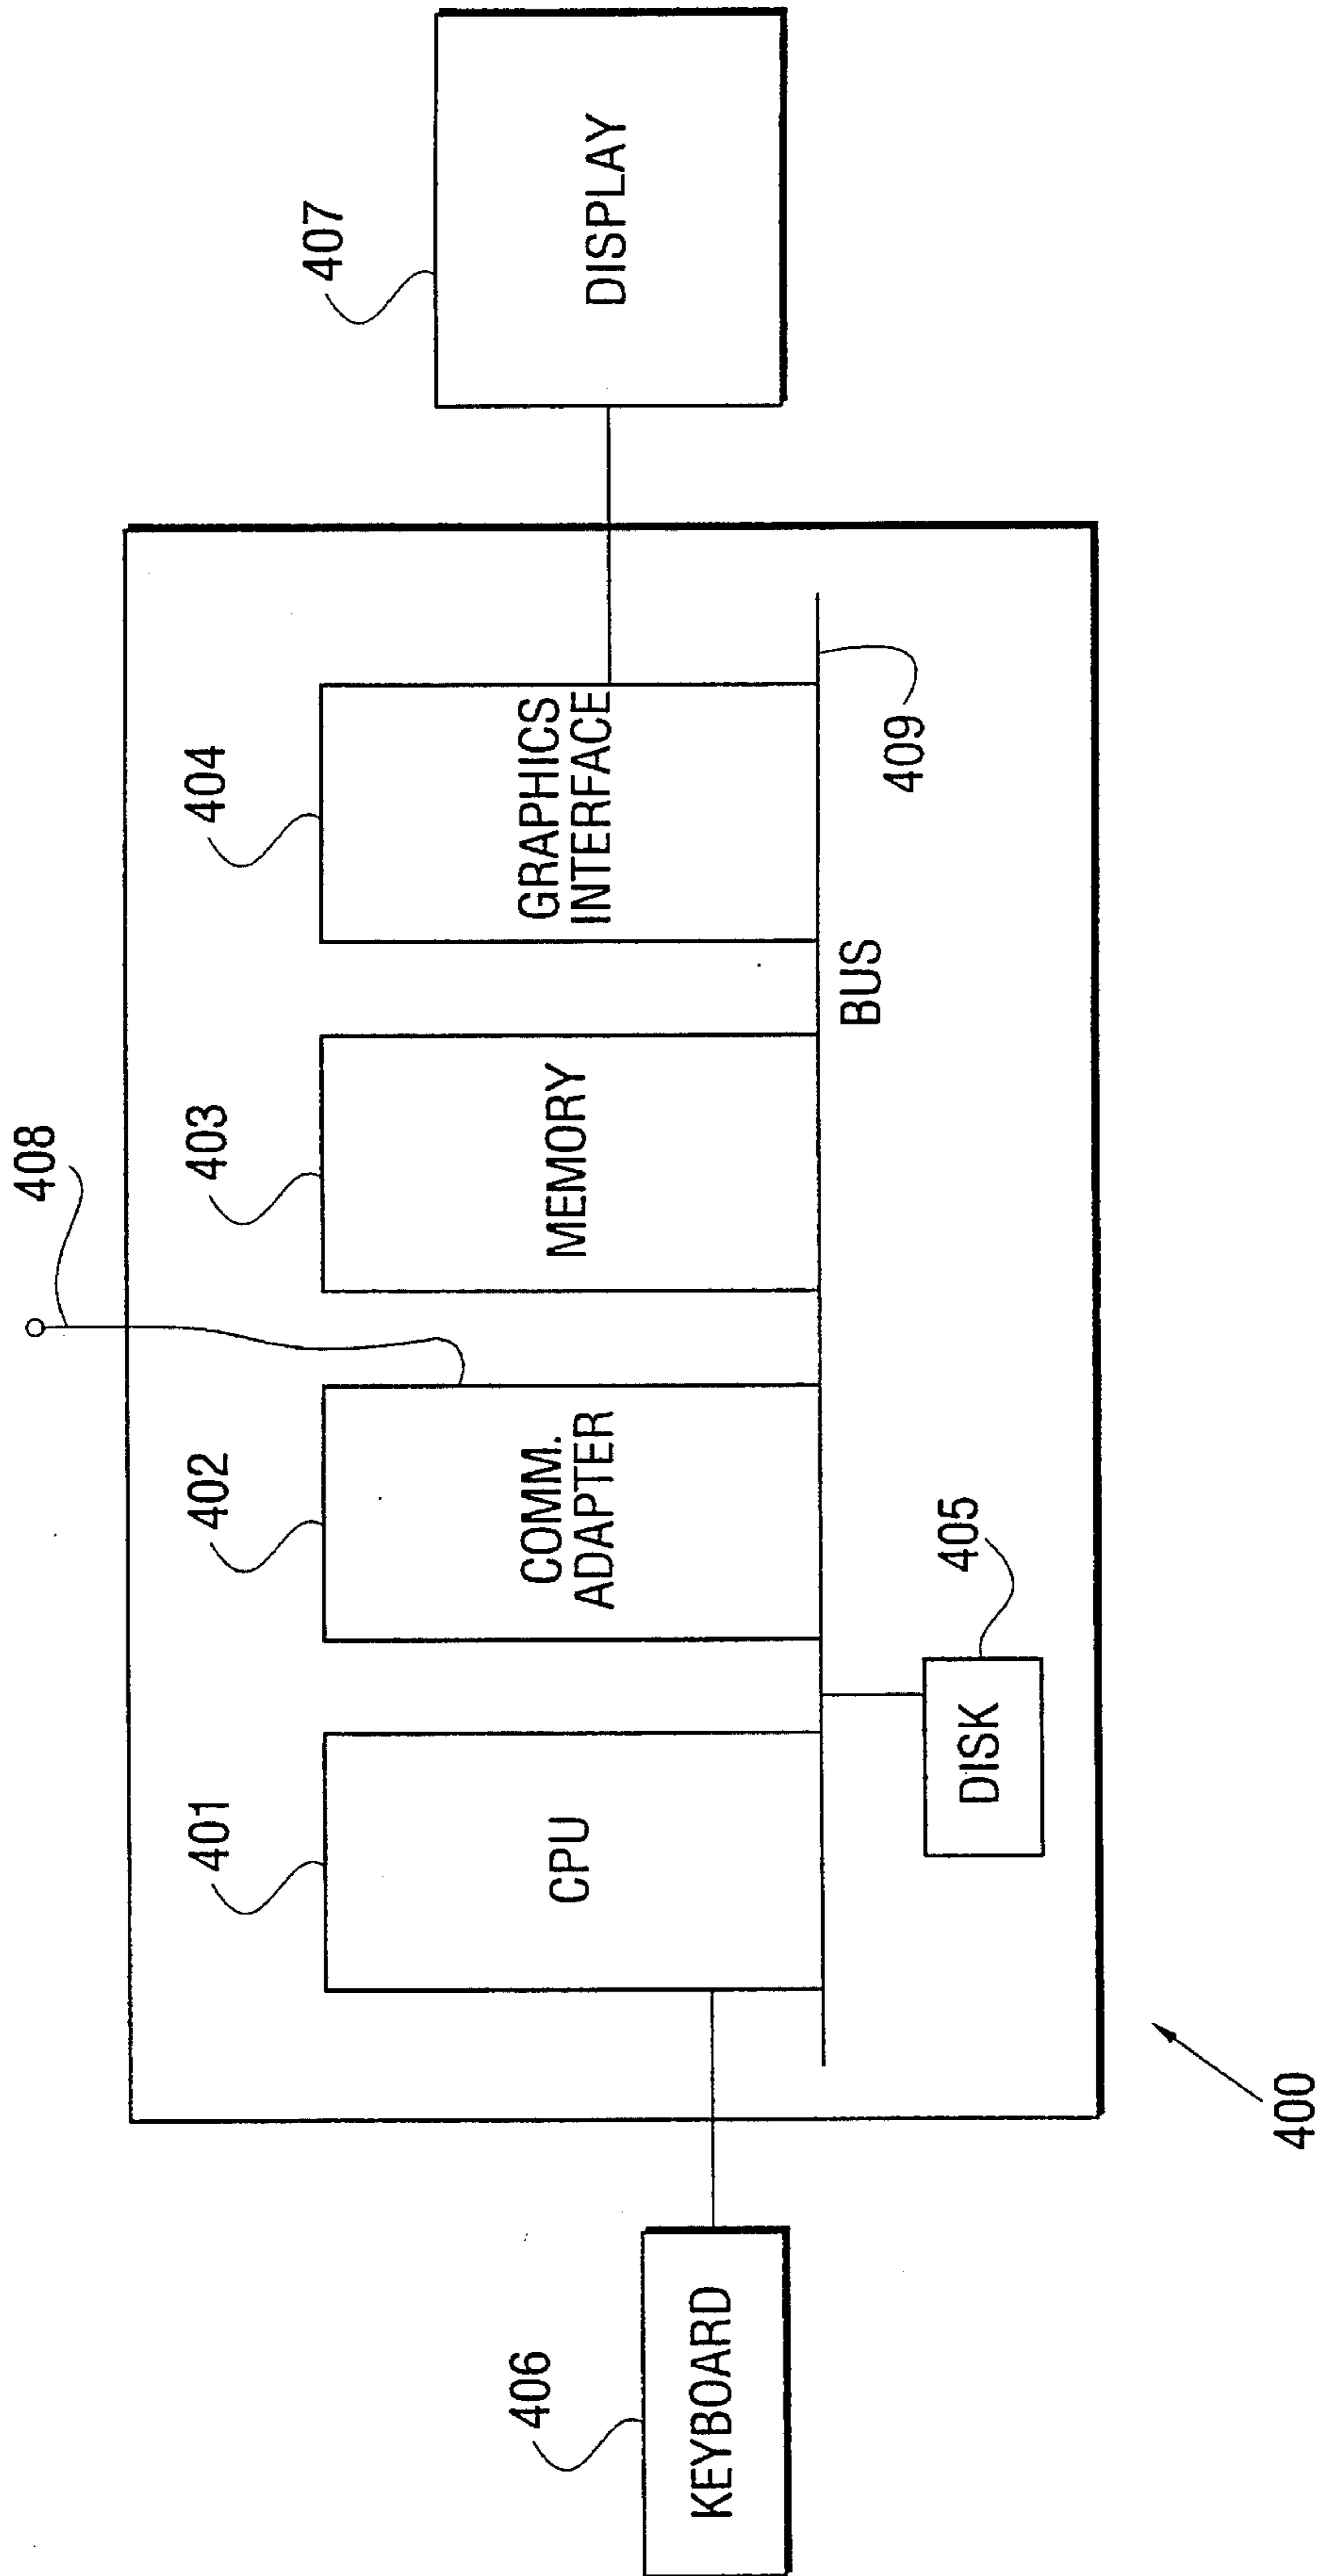 408
407
401
402
403
404
CPU
COMM.
ADAPTER
MEMORY
GRAPHICS
INTERFACE
DISPLAY
406
KEYBOARD
BUS
409
405
DISK
400